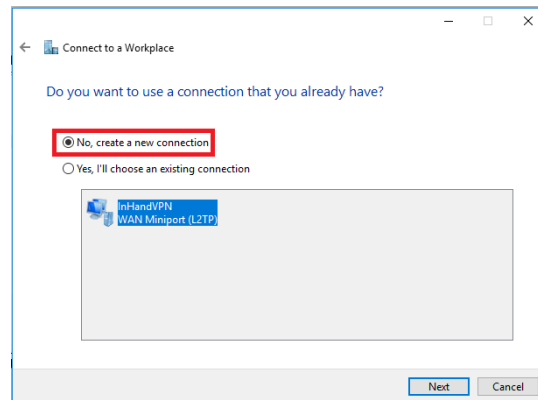 Connect to a Workplace
Do you want to use a connection that you already have?
No, create a new connection
Yes, I'll choose an existing connection
InHandVPN
WAN Miniport (L2TP)
Next
Cancel